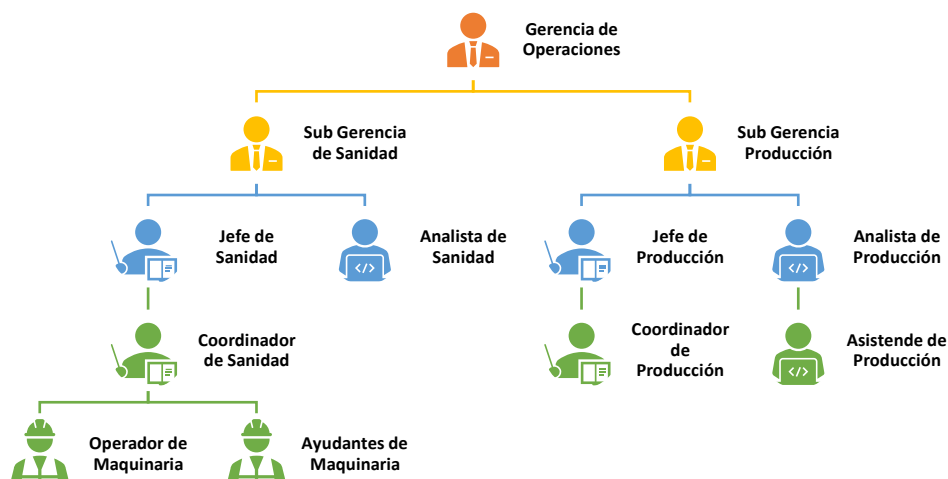 Gerencia de
Operaciones
Sub Gerencia
de Sanidad
Sub Gerencia
Producción
Jefe de
Sanidad
Analista de
Sanidad
Jefe de
Producción
Analista de
Producción
Coordinador
de Sanidad
Coordinador
de
Producción
Asistende de
Producción
Operador de
Maquinaria
Ayudantes de
Maquinaria